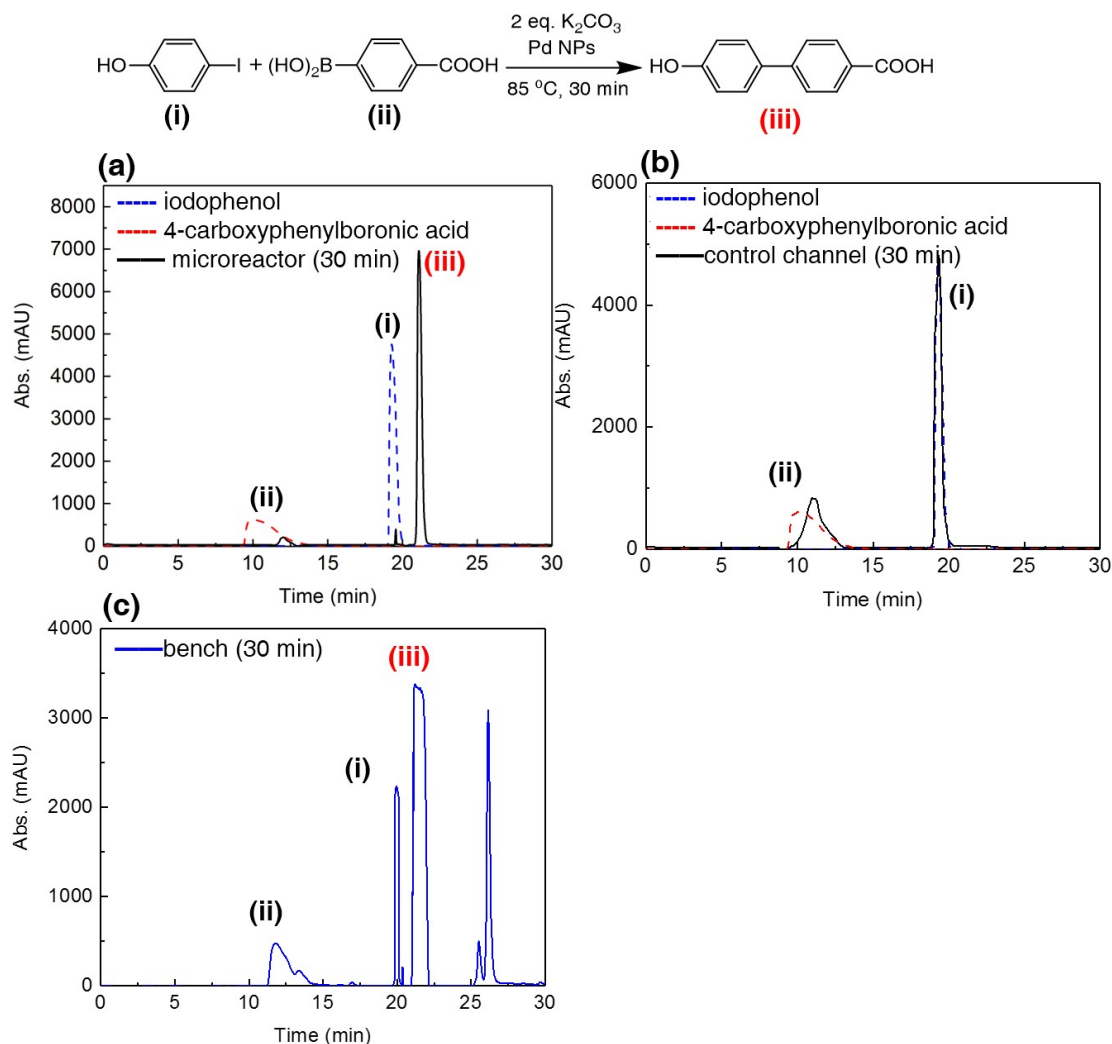 2 eq. K₂CO₃
Pd NPs
HO I + (HO)₂B COOH HO COOH
85 °C, 30 min
(i) (ii) (iii)
(a)
iodophenol
4-carboxyphenylboronic acid
microreactor (30 min)
(i)
(ii)
(iii)
8000
7000
6000
5000
4000
3000
2000
1000
0
Abs. (mAU)
0 5 10 15 20 25 30
Time (min)
(b)
iodophenol
4-carboxyphenylboronic acid
control channel (30 min)
(i)
(ii)
6000
4000
2000
0
Abs. (mAU)
0 5 10 15 20 25 30
Time (min)
(c)
bench (30 min)
(iii)
(i)
(ii)
4000
3000
2000
1000
0
Abs. (mAU)
0 5 10 15 20 25 30
Time (min)